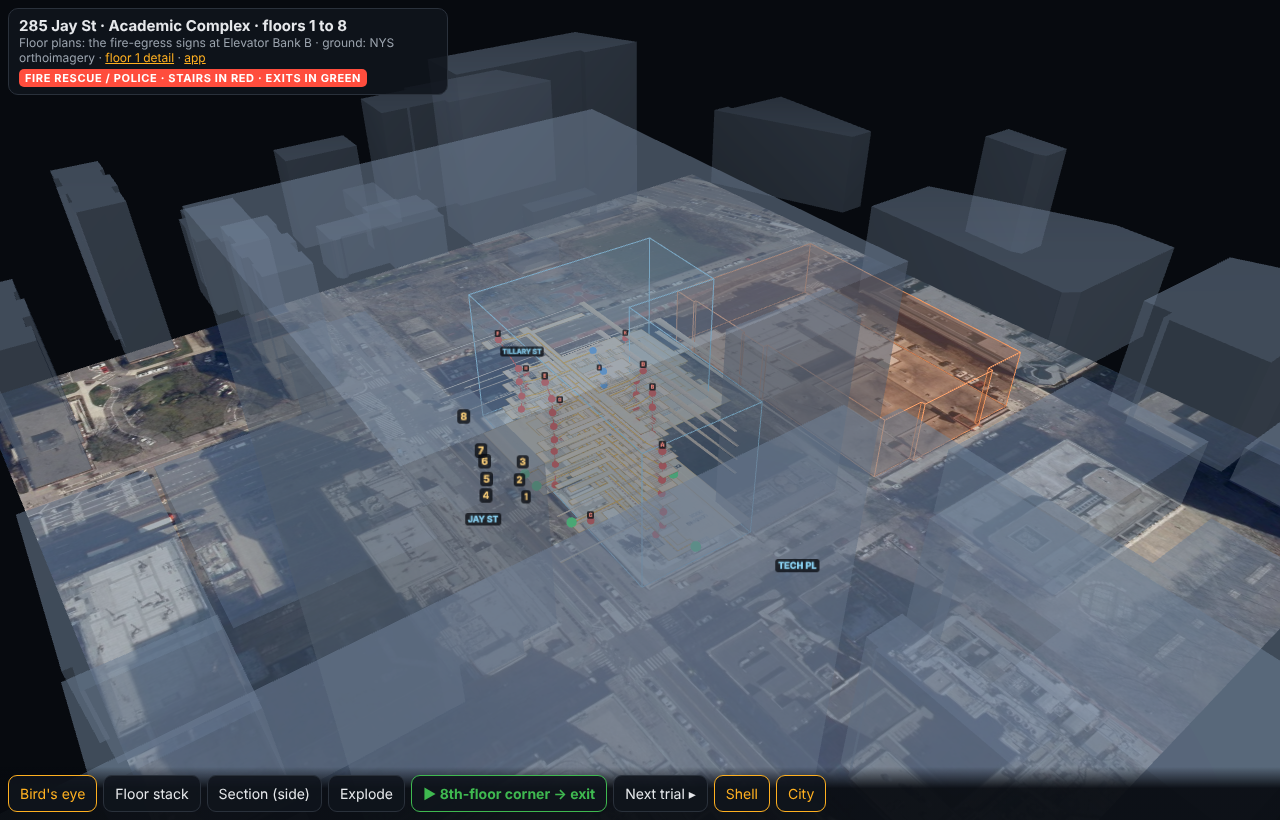 285 Jay St · Academic Complex · floors 1 to 8
Floor plans: the fire-egress signs at Elevator Bank B · ground: NYS
orthoimagery · floor 1 detail · app
FIRE RESCUE / POLICE · STAIRS IN RED · EXITS IN GREEN
TILLARY ST
8
7
6
3
5
2
4
1
JAY ST
TECH PL
A
Bird's eye
Floor stack
Section (side)
Explode
▶ 8th-floor corner → exit
Next trial ▸
Shell
City